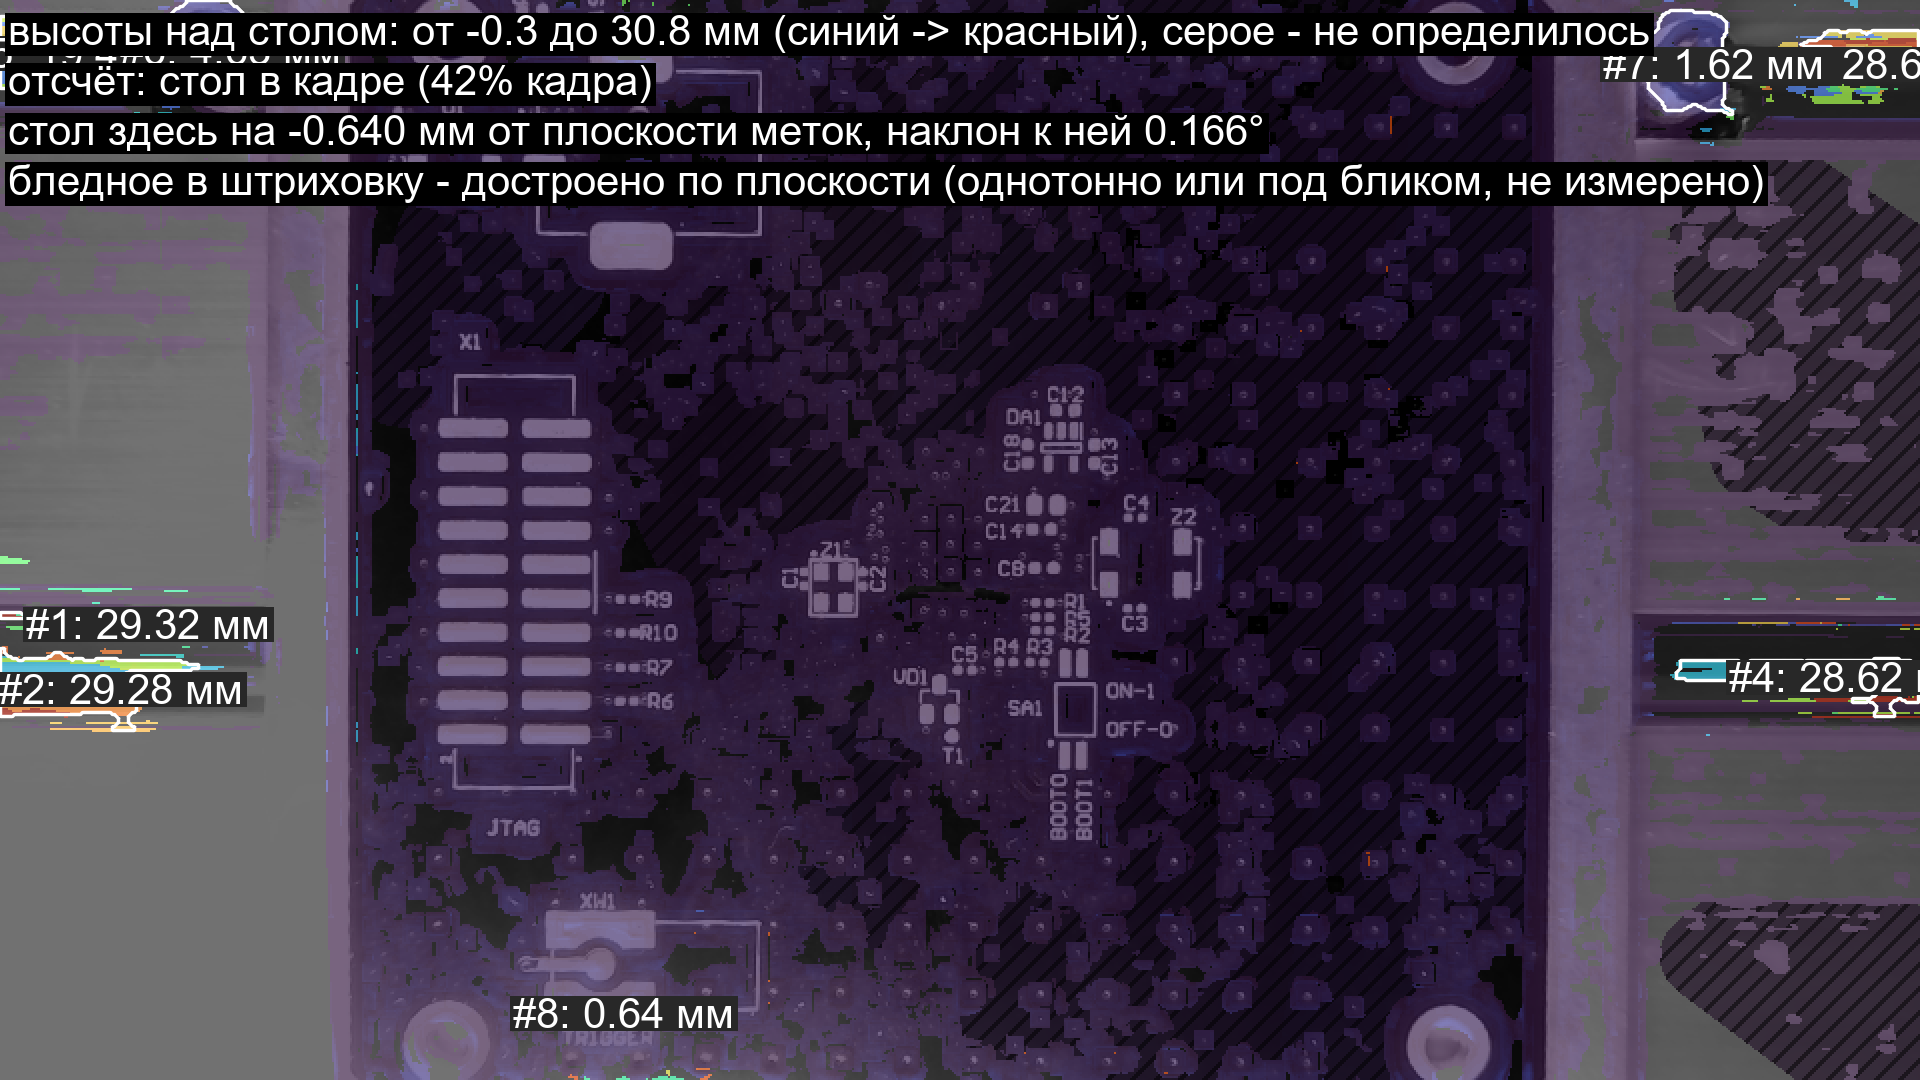 высоты над столом: от -0.3 до 30.8 мм (синий -> красный), серое - не определилось
#7: 1.62 мм 28.6
отсчёт: стол в кадре (42% кадра)
стол здесь на -0.640 мм от плоскости меток, наклон к ней 0.166°
бледное в штриховку - достроено по плоскости (однотонно или под бликом, не измерено)
X1
C12
DA1
C18
C13
C21
C4
C14
Z2
Z1
C1
C2
C8
R9
R1
R5
R2
C3
#1: 29.32 мм
R10
R4 R3
C5
R7
#2: 29.28 мм
#4: 28.62
VD1
R6
SA1
ON-1
OFF-0
T1
2
BOOT0
BOOT1
JTAG
XW1
#8: 0.64 мм
TRIGGER